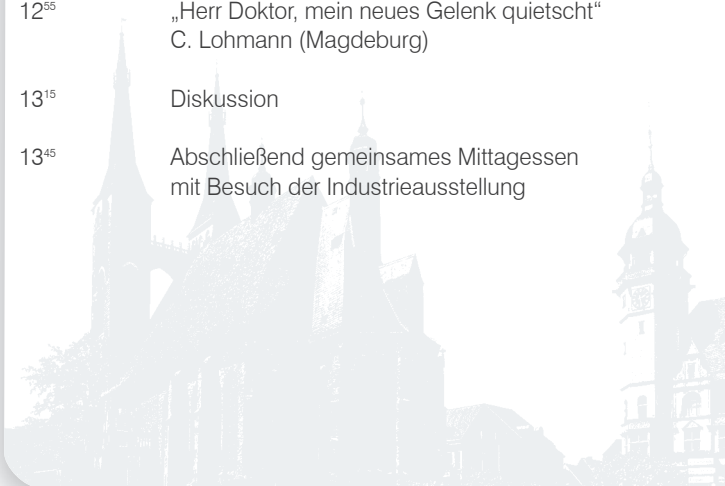 12⁵⁵ „Herr Doktor, mein neues Gelenk quietscht“
C. Lohmann (Magdeburg)
13¹⁵ Diskussion
13⁴⁵ Abschließend gemeinsames Mittagessen
mit Besuch der Industrieausstellung